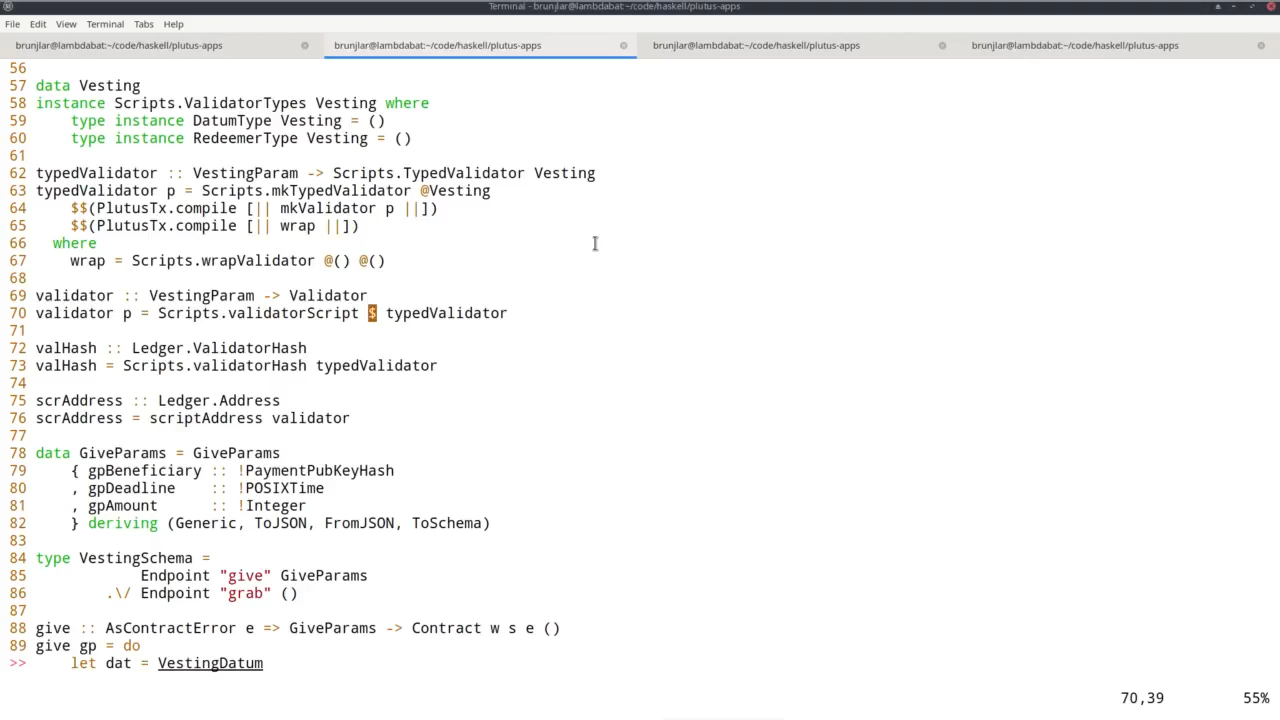 Terminal - brunjlar@lambdabat:~/code/haskell/plutus-apps
File Edit View Terminal Tabs Help
brunjlar@lambdabat:~/code/haskell/plutus-apps brunjlar@lambdabat:~/code/haskell/plutus-apps brunjlar@lambdabat:~/code/haskell/plutus-apps brunjlar@lambdabat:~/code/haskell/plutus-apps
56
57 data Vesting
58 instance Scripts.ValidatorTypes Vesting where
59     type instance DatumType Vesting = ()
60     type instance RedeemerType Vesting = ()
61
62 typedValidator :: VestingParam -> Scripts.TypedValidator Vesting
63 typedValidator p = Scripts.mkTypedValidator @Vesting
64     $$(PlutusTx.compile [|| mkValidator p ||])
65     $$(PlutusTx.compile [|| wrap ||])
66   where
67     wrap = Scripts.wrapValidator @() @()
68
69 validator :: VestingParam -> Validator
70 validator p = Scripts.validatorScript $ typedValidator
71
72 valHash :: Ledger.ValidatorHash
73 valHash = Scripts.validatorHash typedValidator
74
75 scrAddress :: Ledger.Address
76 scrAddress = scriptAddress validator
77
78 data GiveParams = GiveParams
79     { gpBeneficiary :: !PaymentPubKeyHash
80     , gpDeadline    :: !POSIXTime
81     , gpAmount      :: !Integer
82     } deriving (Generic, ToJSON, FromJSON, ToSchema)
83
84 type VestingSchema =
85             Endpoint "give" GiveParams
86         .\/ Endpoint "grab" ()
87
88 give :: AsContractError e => GiveParams -> Contract w s e ()
89 give gp = do
>>     let dat = VestingDatum
70,39 55%